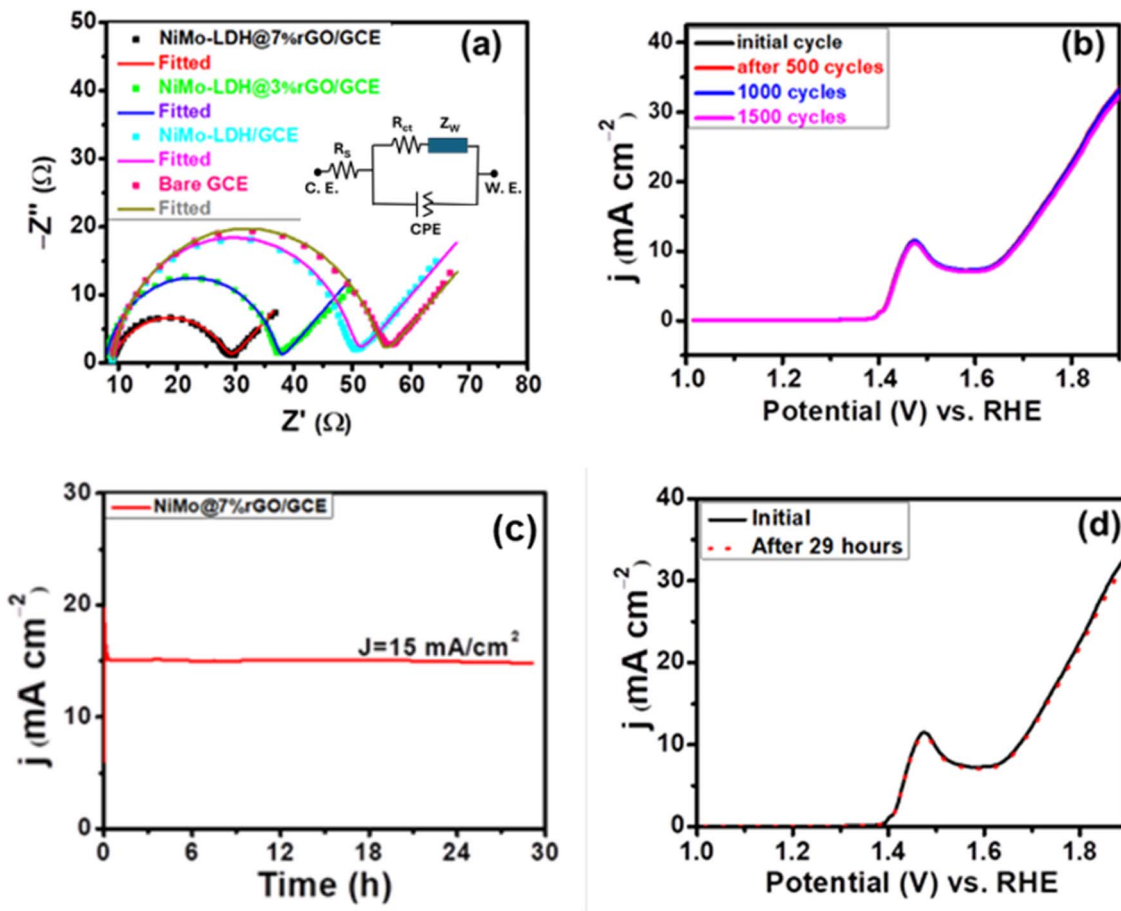 (a)
NiMo-LDH@7%rGO/GCE
Fitted
NiMo-LDH@3%rGO/GCE
Fitted
NiMo-LDH/GCE
Fitted
Bare GCE
Fitted
R_S
R_ct
Z_W
C. E.
W. E.
CPE
50
40
30
20
10
0
−Z'' (Ω)
10 20 30 40 50 60 70 80
Z' (Ω)
(b)
initial cycle
after 500 cycles
1000 cycles
1500 cycles
40
30
20
10
0
j (mA cm⁻²)
1.0 1.2 1.4 1.6 1.8
Potential (V) vs. RHE
(c)
NiMo@7%rGO/GCE
J=15 mA/cm²
30
20
10
0
j (mA cm⁻²)
0 6 12 18 24 30
Time (h)
(d)
Initial
After 29 hours
40
30
20
10
0
j (mA cm⁻²)
1.0 1.2 1.4 1.6 1.8
Potential (V) vs. RHE